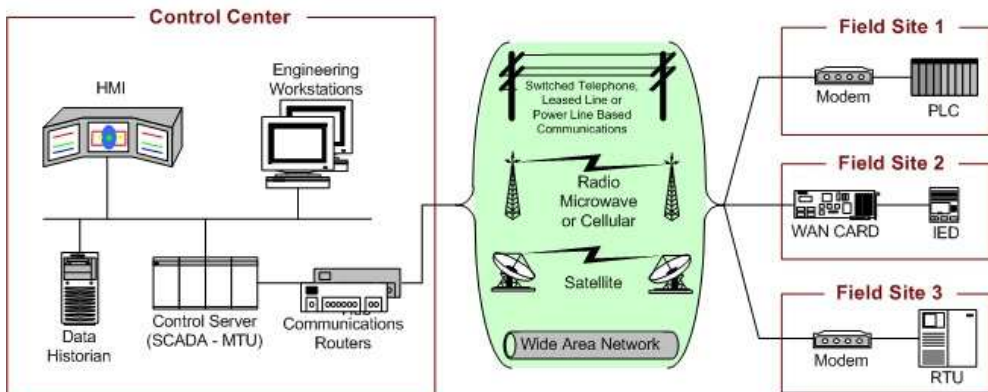 Control Center
HMI
Engineering
Workstations
Data
Historian
Control Server
(SCADA - MTU)
Communications
Routers
Switched Telephone,
Leased Line or
Power Line Based
Communications
Radio
Microwave
or Cellular
Satellite
Wide Area Network
Field Site 1
Modem
PLC
Field Site 2
WAN CARD
IED
Field Site 3
Modem
RTU